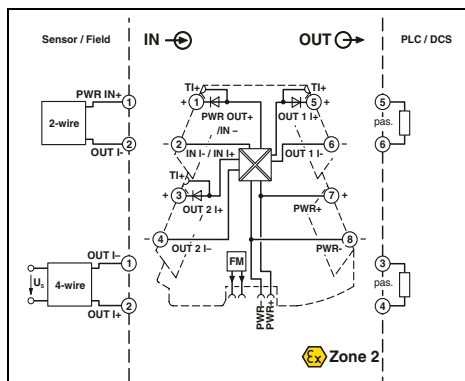 Sensor / Field
IN
OUT
PLC / DCS
PWR IN+
1
2-wire
2
OUT I-
TI+
1
+
PWR OUT+
/IN –
TI+
5
+
5
pas.
6
–
2
IN I- / IN I+
OUT 1 I+
6
–
OUT 1 I-
TI+
+
3
OUT 2 I+
7
+
PWR+
–
4
OUT 2 I–
8
–
PWR-
OUT I–
1
Us
4-wire
2
OUT I+
FM
PWR-
PWR+
3
pas.
4
Ex
Zone 2